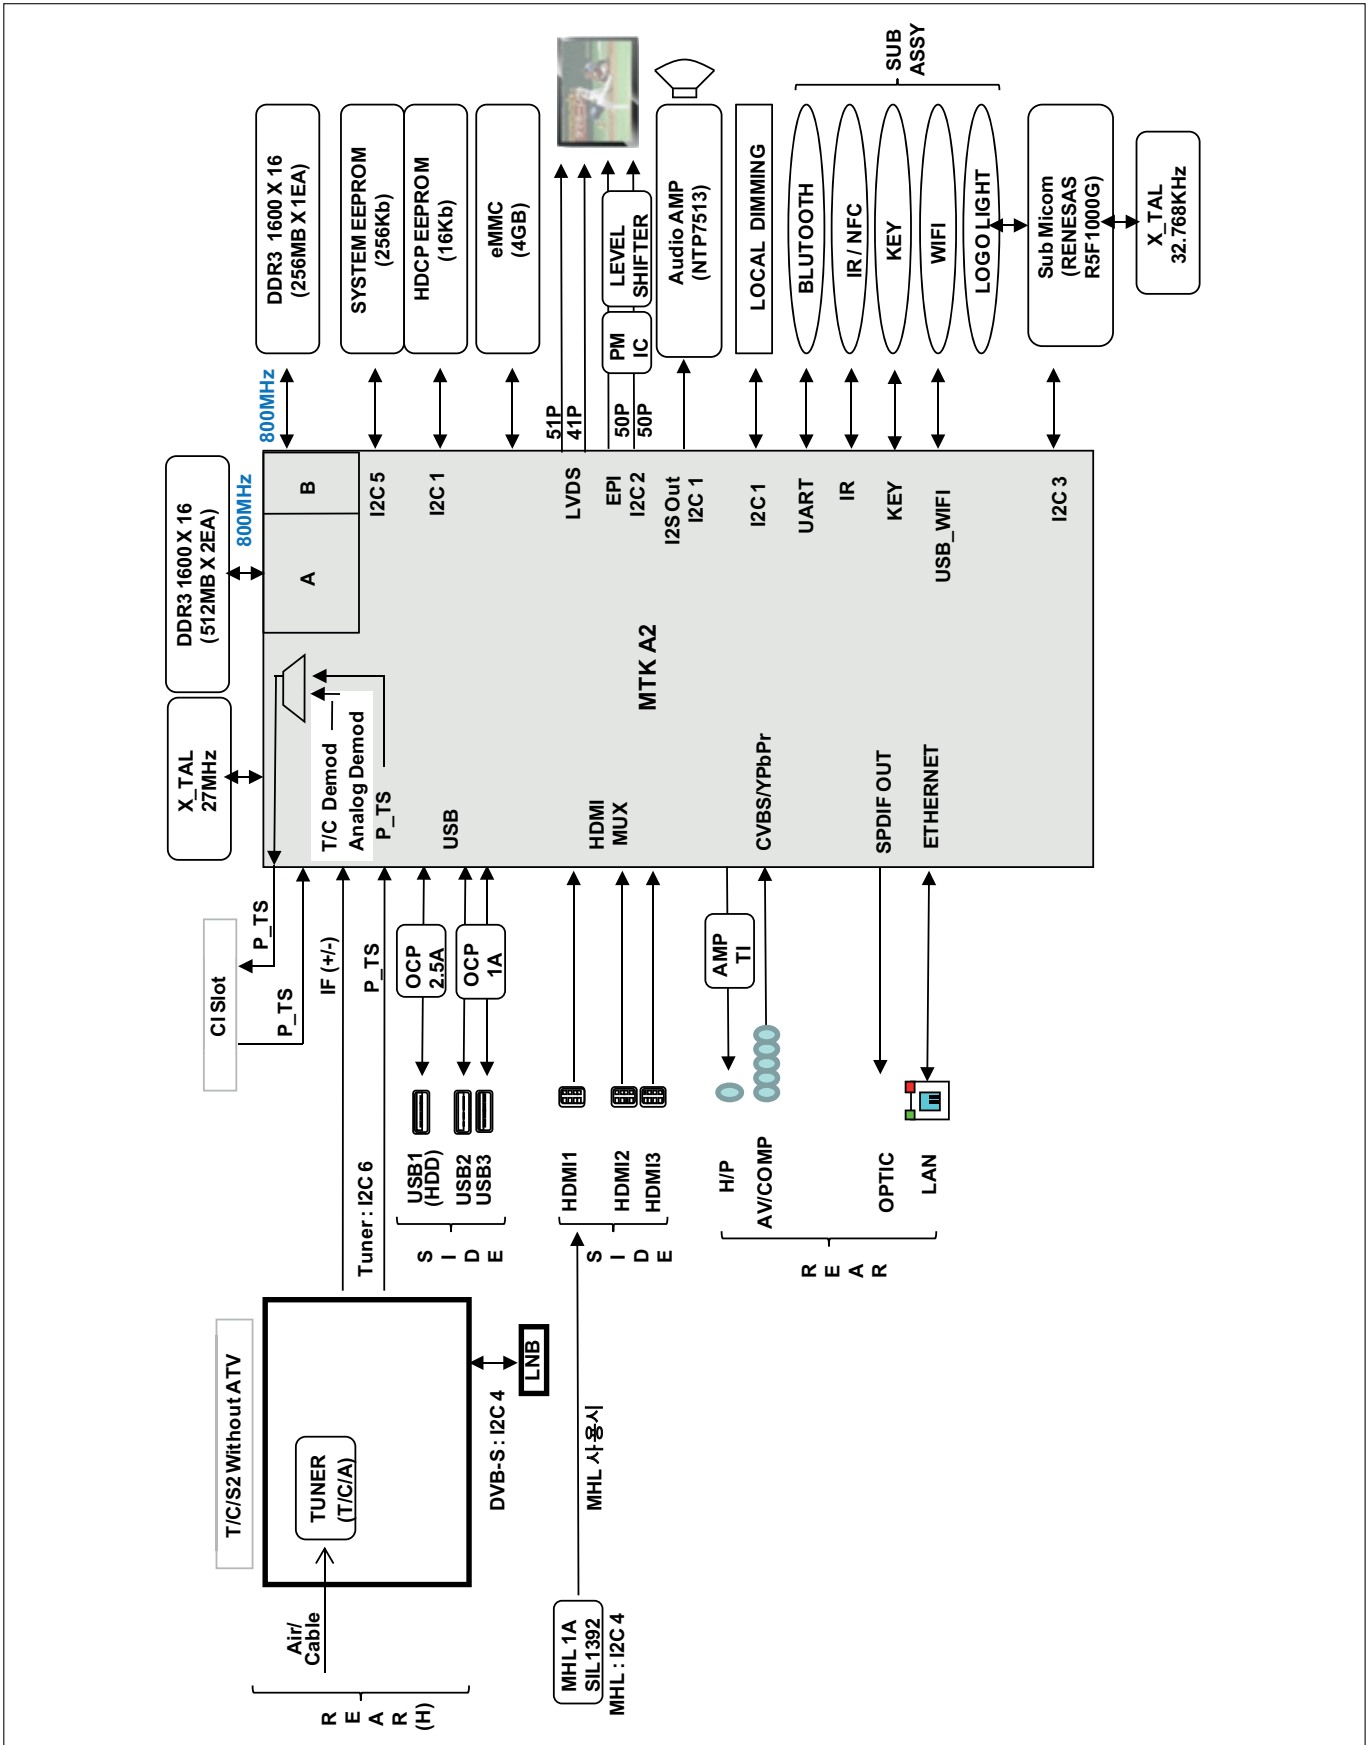 REAR
(H)
Air/
Cable
T/C/S2 Without ATV
TUNER
(T/C/A)
LNB
DVB-S : I2C 4
Tuner : I2C 6
IF (+/-)
P_TS
CI Slot
P_TS
P_TS
X_TAL
27MHz
DDR3 1600 X 16
(512MB X 2EA)
800MHz
A
B
T/C Demod
Analog Demod
P_TS
USB
HDMI
MUX
CVBS/YPbPr
SPDIF OUT
ETHERNET
MTK A2
I2C 5
I2C 1
LVDS
EPI
I2C 2
I2S Out
I2C 1
I2C 1
UART
IR
KEY
USB_WIFI
I2C 3
OCP
2.5A
OCP
1A
USB1
(HDD)
USB2
USB3
SIDE
MHL 1A
SIL1392
MHL : I2C 4
MHL 사용시
HDMI1
HDMI2
HDMI3
SIDE
AMP
TI
H/P
AV/COMP
OPTIC
LAN
REAR
800MHz
DDR3 1600 X 16
(256MB X 1EA)
SYSTEM EEPROM
(256Kb)
HDCP EEPROM
(16Kb)
eMMC
(4GB)
51P
41P
50P
50P
PM
IC
LEVEL
SHIFTER
Audio AMP
(NTP7513)
LOCAL DIMMING
BLUTOOTH
IR / NFC
KEY
WIFI
LOGO LIGHT
SUB
ASSY
Sub Micom
(RENESAS
R5F1000G)
X_TAL
32.768KHz